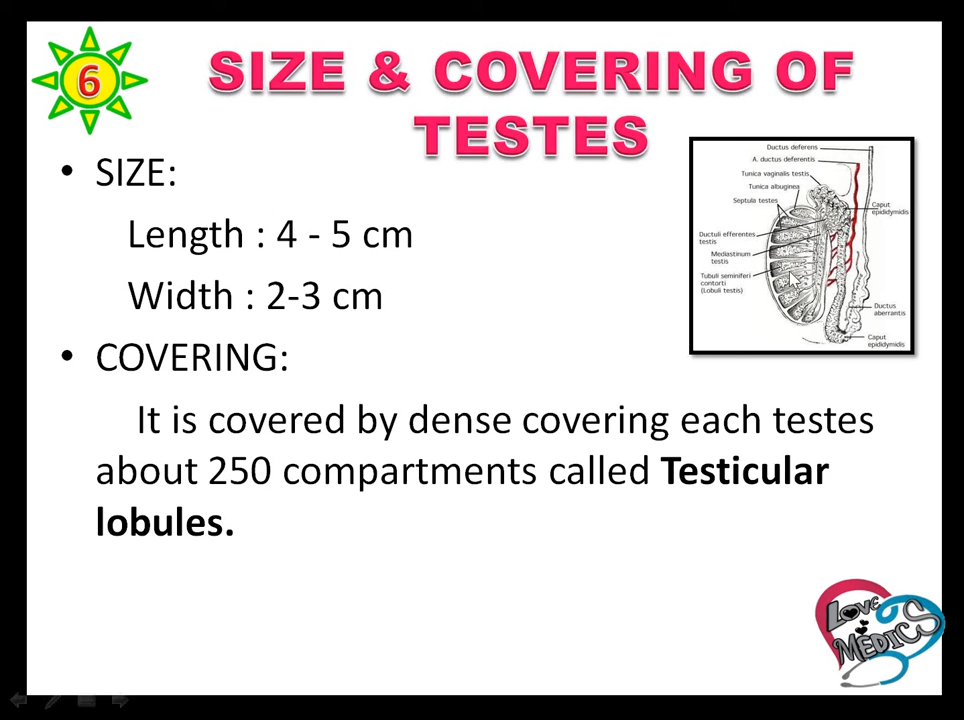 6
SIZE & COVERING OF
TESTES
• SIZE:
Length : 4 - 5 cm
Width : 2-3 cm
• COVERING:
It is covered by dense covering each testes
about 250 compartments called Testicular
lobules.
Ductus deferens
A. ductus deferentis
Tunica vaginalis testis
Tunica albuginea
Septula testes
Caput
epididymidis
Ductuli efferentes
testis
Mediastinum
testis
Tubuli seminiferi
contorti
(Lobuli testis)
Ductus
aberrantis
Caput
epididymidis
LOVE
MEDICS